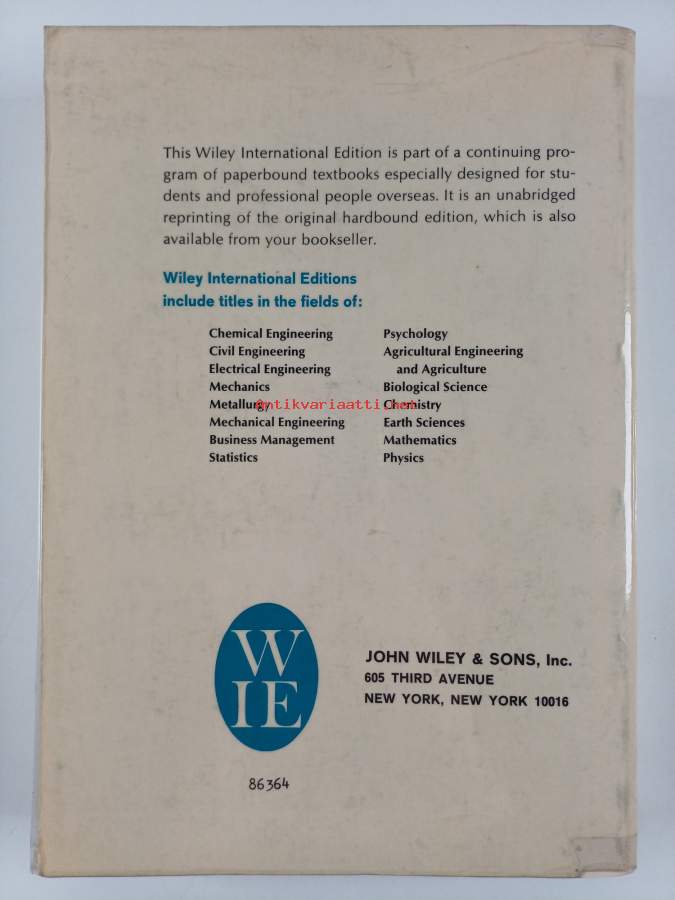 This Wiley International Edition is part of a continuing pro-
gram of paperbound textbooks especially designed for stu-
dents and professional people overseas. It is an unabridged
reprinting of the original hardbound edition, which is also
available from your bookseller.
Wiley International Editions
include titles in the fields of:
Chemical Engineering
Civil Engineering
Electrical Engineering
Mechanics
Metallurgy
Mechanical Engineering
Business Management
Statistics
Psychology
Agricultural Engineering
and Agriculture
Biological Science
Chemistry
Earth Sciences
Mathematics
Physics
antikvariaatti.net
W
IE
JOHN WILEY & SONS, Inc.
605 THIRD AVENUE
NEW YORK, NEW YORK 10016
86364